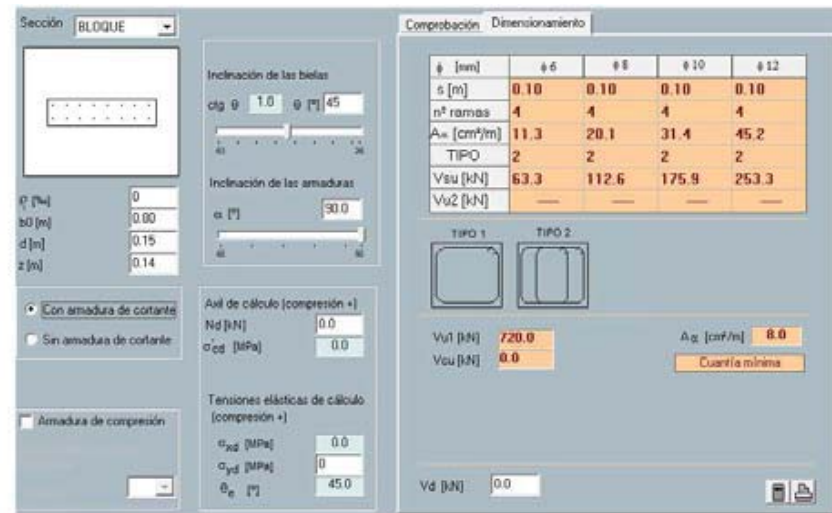 Sección BLOQUE
ρ [‰] 0
b0 [m] 0.80
d [m] 0.15
z [m] 0.14
Con armadura de cortante
Sin armadura de cortante
Armadura de compresión
Inclinación de las bielas
ctg θ 1.0 θ [º] 45
Inclinación de las armaduras
α [º] 90.0
Axil de cálculo (compresión +)
Nd [kN] 0.0
σ'cd [MPa] 0.0
Tensiones elásticas de cálculo
(compresión +)
σxd [MPa] 0.0
σyd [MPa] 0
θe [º] 45.0
Comprobación Dimensionamiento
ϕ [mm] ϕ 6 ϕ 8 ϕ 10 ϕ 12
s [m] 0.10 0.10 0.10 0.10
nº ramas 4 4 4 4
Aα [cm²/m] 11.3 20.1 31.4 45.2
TIPO 2 2 2 2
Vsu [kN] 63.3 112.6 175.9 253.3
Vu2 [kN] — — — —
TIPO 1 TIPO 2
Vu1 [kN] 720.0 Aα [cm²/m] 8.0
Vcu [kN] 0.0 Cuantía mínima
Vd [kN] 0.0